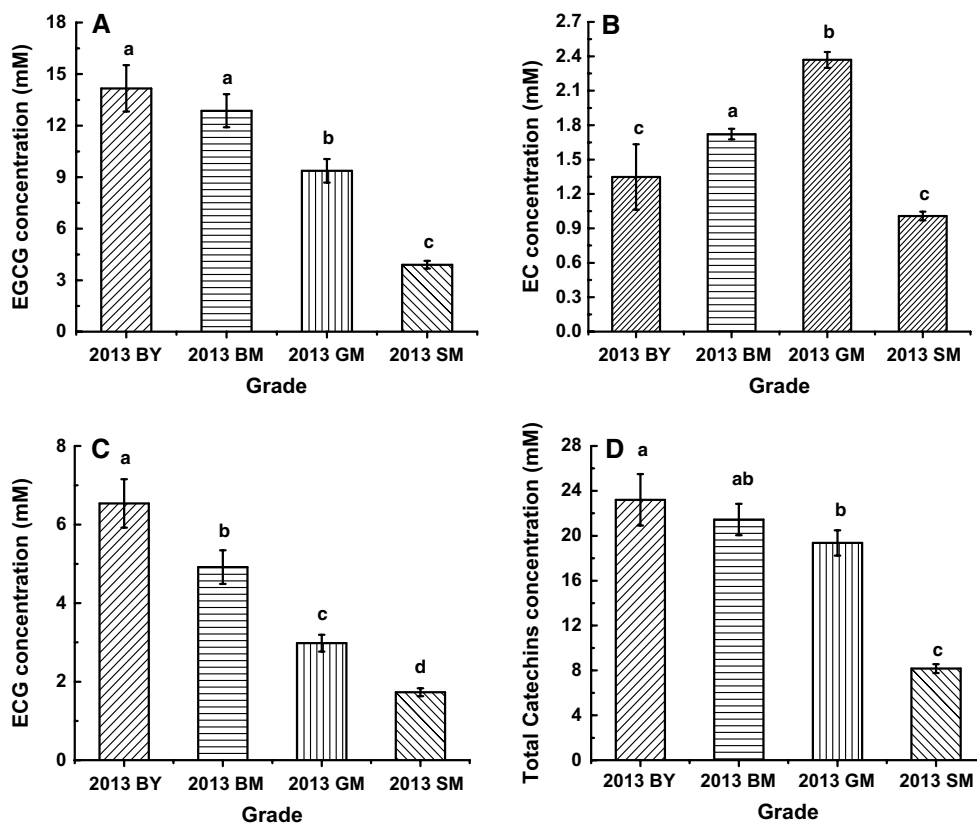 A
EGCG concentration (mM)
18
15
12
9
6
3
0
a
a
b
c
2013 BY 2013 BM 2013 GM 2013 SM
Grade
B
EC concentration (mM)
2.7
2.4
2.1
1.8
1.5
1.2
0.9
0.6
0.3
0.0
c
a
b
c
2013 BY 2013 BM 2013 GM 2013 SM
Grade
C
ECG concentration (mM)
8
6
4
2
0
a
b
c
d
2013 BY 2013 BM 2013 GM 2013 SM
Grade
D
Total Catechins concentration (mM)
28
24
20
16
12
8
4
0
a
ab
b
c
2013 BY 2013 BM 2013 GM 2013 SM
Grade